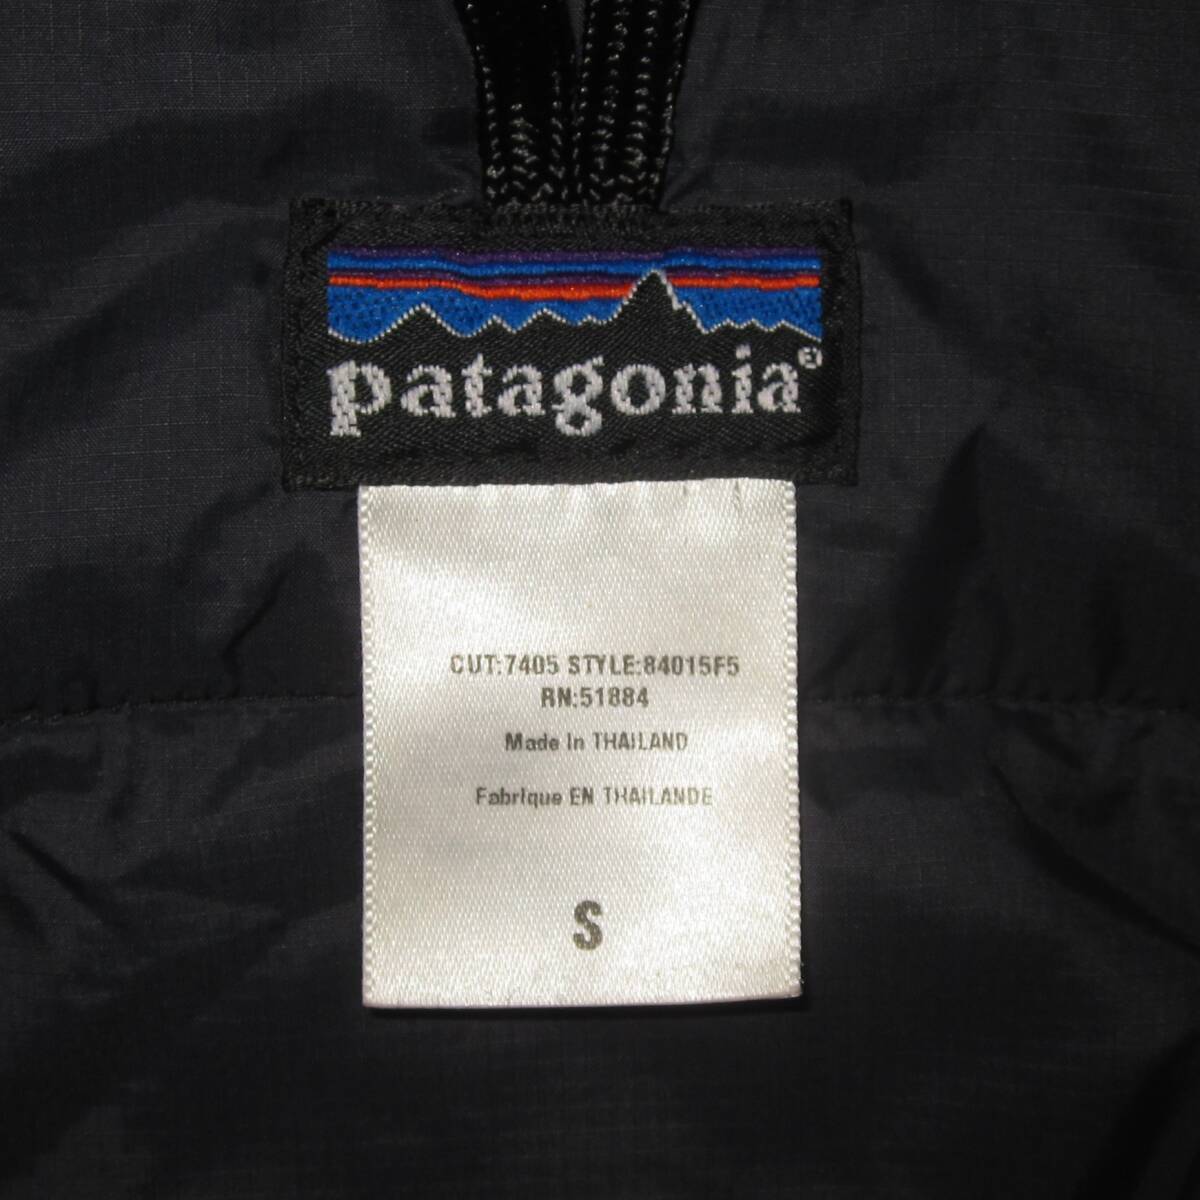 patagonia®
CUT:7405 STYLE:84015F5
RN:51884
Made In THAILAND
Fabrique EN THAILANDE
S